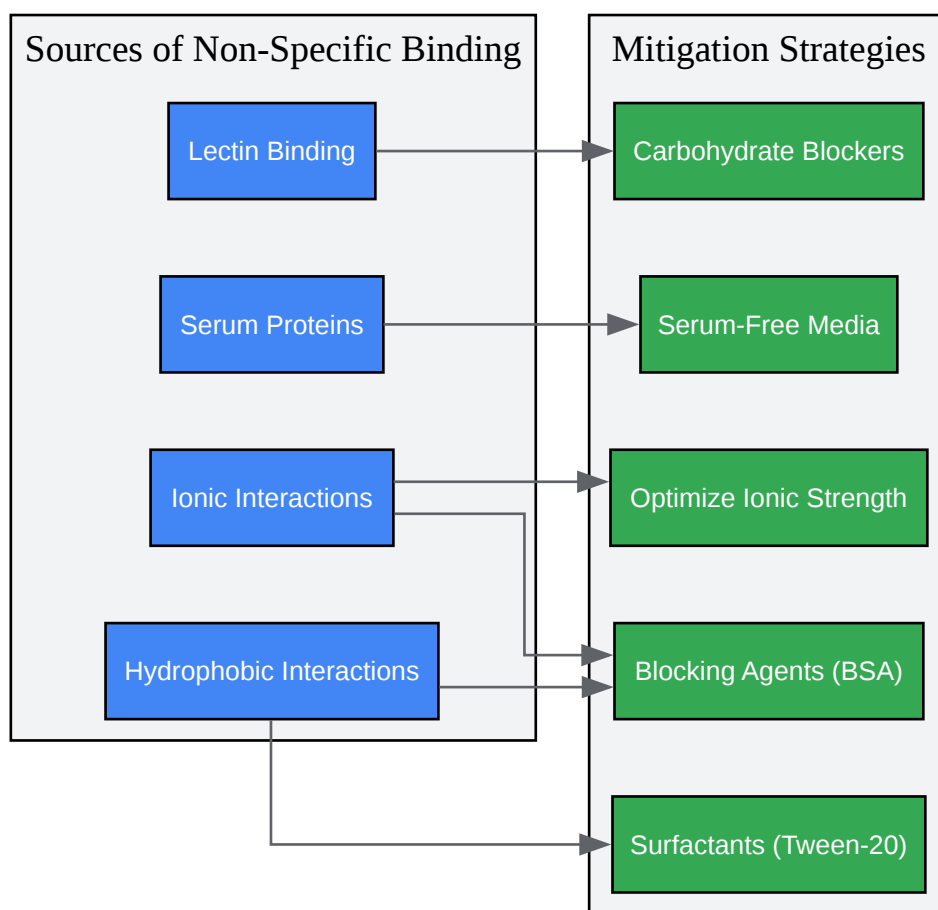 Sources of Non-Specific Binding
Mitigation Strategies
Lectin Binding
Carbohydrate Blockers
Serum Proteins
Serum-Free Media
Ionic Interactions
Optimize Ionic Strength
Hydrophobic Interactions
Blocking Agents (BSA)
Surfactants (Tween-20)